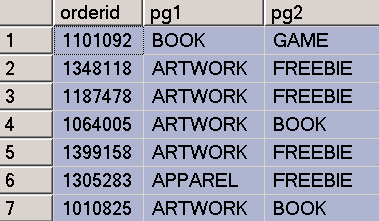 orderid pg1 pg2
1 1101092 BOOK GAME
2 1348118 ARTWORK FREEBIE
3 1187478 ARTWORK FREEBIE
4 1064005 ARTWORK BOOK
5 1399158 ARTWORK FREEBIE
6 1305283 APPAREL FREEBIE
7 1010825 ARTWORK BOOK